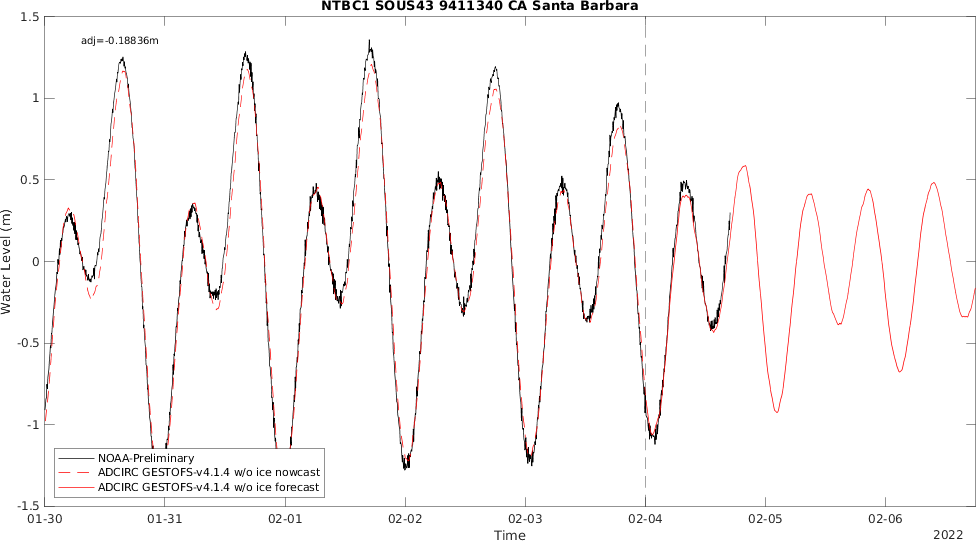 NTBC1 SOUS43 9411340 CA Santa Barbara
adj=-0.18836m
1.5
1
0.5
0
-0.5
-1
-1.5
Water Level (m)
NOAA-Preliminary
ADCIRC GESTOFS-v4.1.4 w/o ice nowcast
ADCIRC GESTOFS-v4.1.4 w/o ice forecast
01-30 01-31 02-01 02-02 02-03 02-04 02-05 02-06
Time
2022